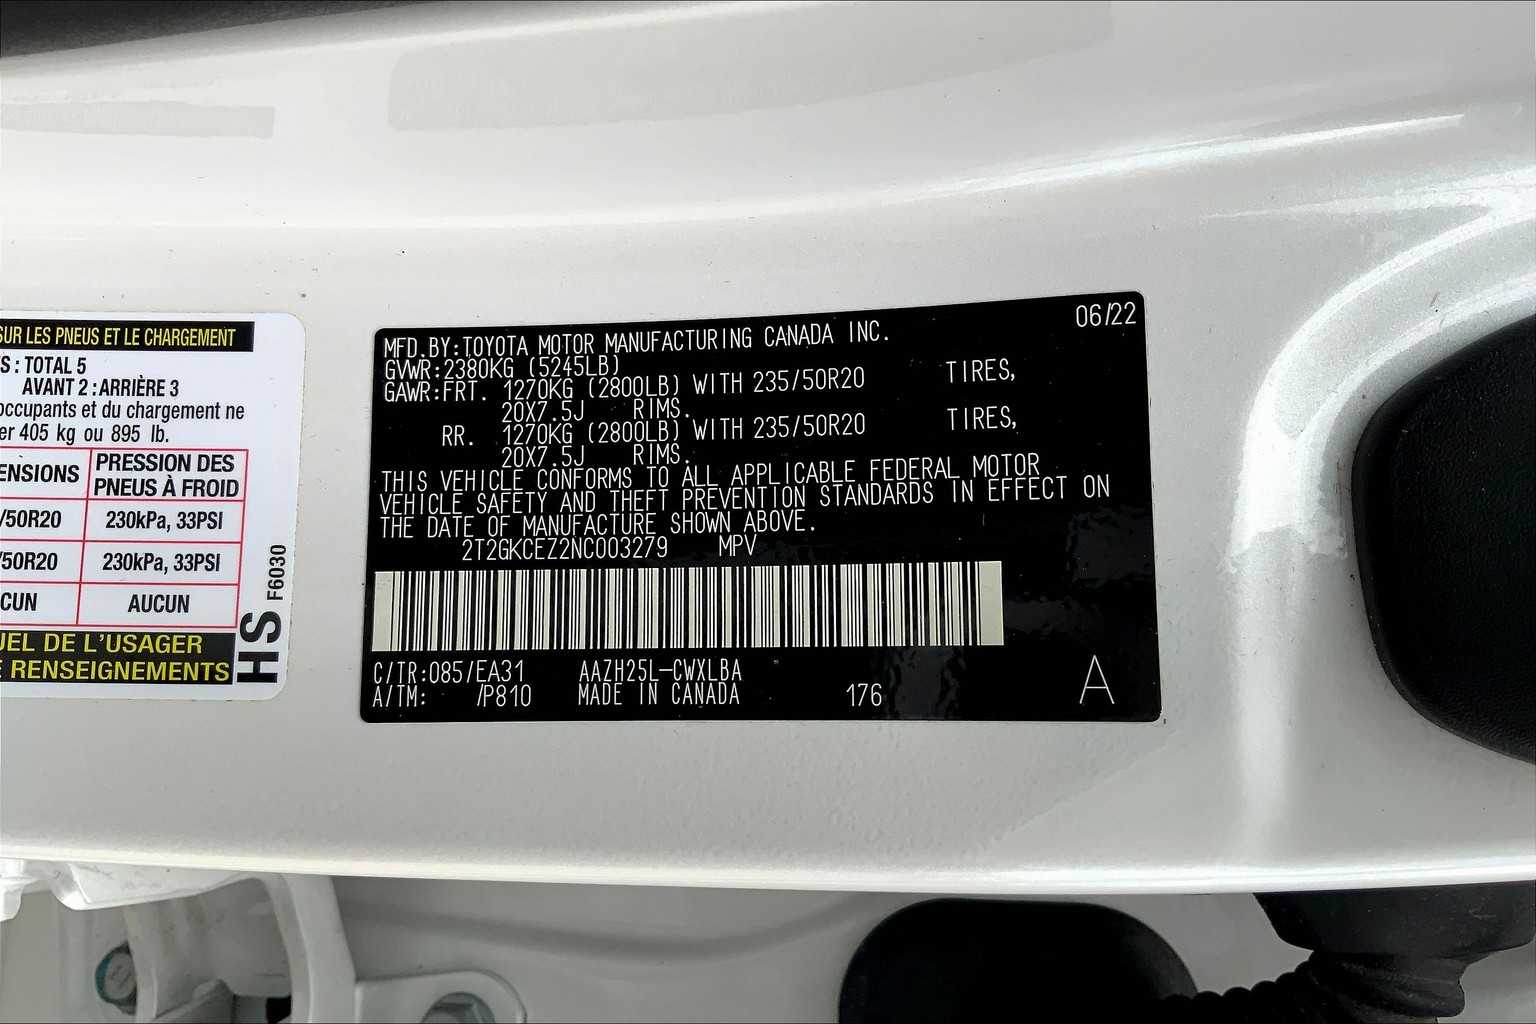 SUR LES PNEUS ET LE CHARGEMENT
: TOTAL 5
AVANT 2 : ARRIÈRE 3
occupants et du chargement ne
er 405 kg ou 895 lb.
ENSIONS PRESSION DES PNEUS À FROID
/50R20 230kPa, 33PSI
/50R20 230kPa, 33PSI
CUN AUCUN
UEL DE L'USAGER
RENSEIGNEMENTS
HS F6030
06/22
MFD.BY:TOYOTA MOTOR MANUFACTURING CANADA INC.
GVWR:2380KG (5245LB)
GAWR:FRT. 1270KG (2800LB) WITH 235/50R20 TIRES,
20X7.5J RIMS.
RR. 1270KG (2800LB) WITH 235/50R20 TIRES,
20X7.5J RIMS.
THIS VEHICLE CONFORMS TO ALL APPLICABLE FEDERAL MOTOR
VEHICLE SAFETY AND THEFT PREVENTION STANDARDS IN EFFECT ON
THE DATE OF MANUFACTURE SHOWN ABOVE.
2T2GKCEZ2NC003279 MPV
C/TR:085/EA31 AAZH25L-CWXLBA
A/TM: /P810 MADE IN CANADA 176 A